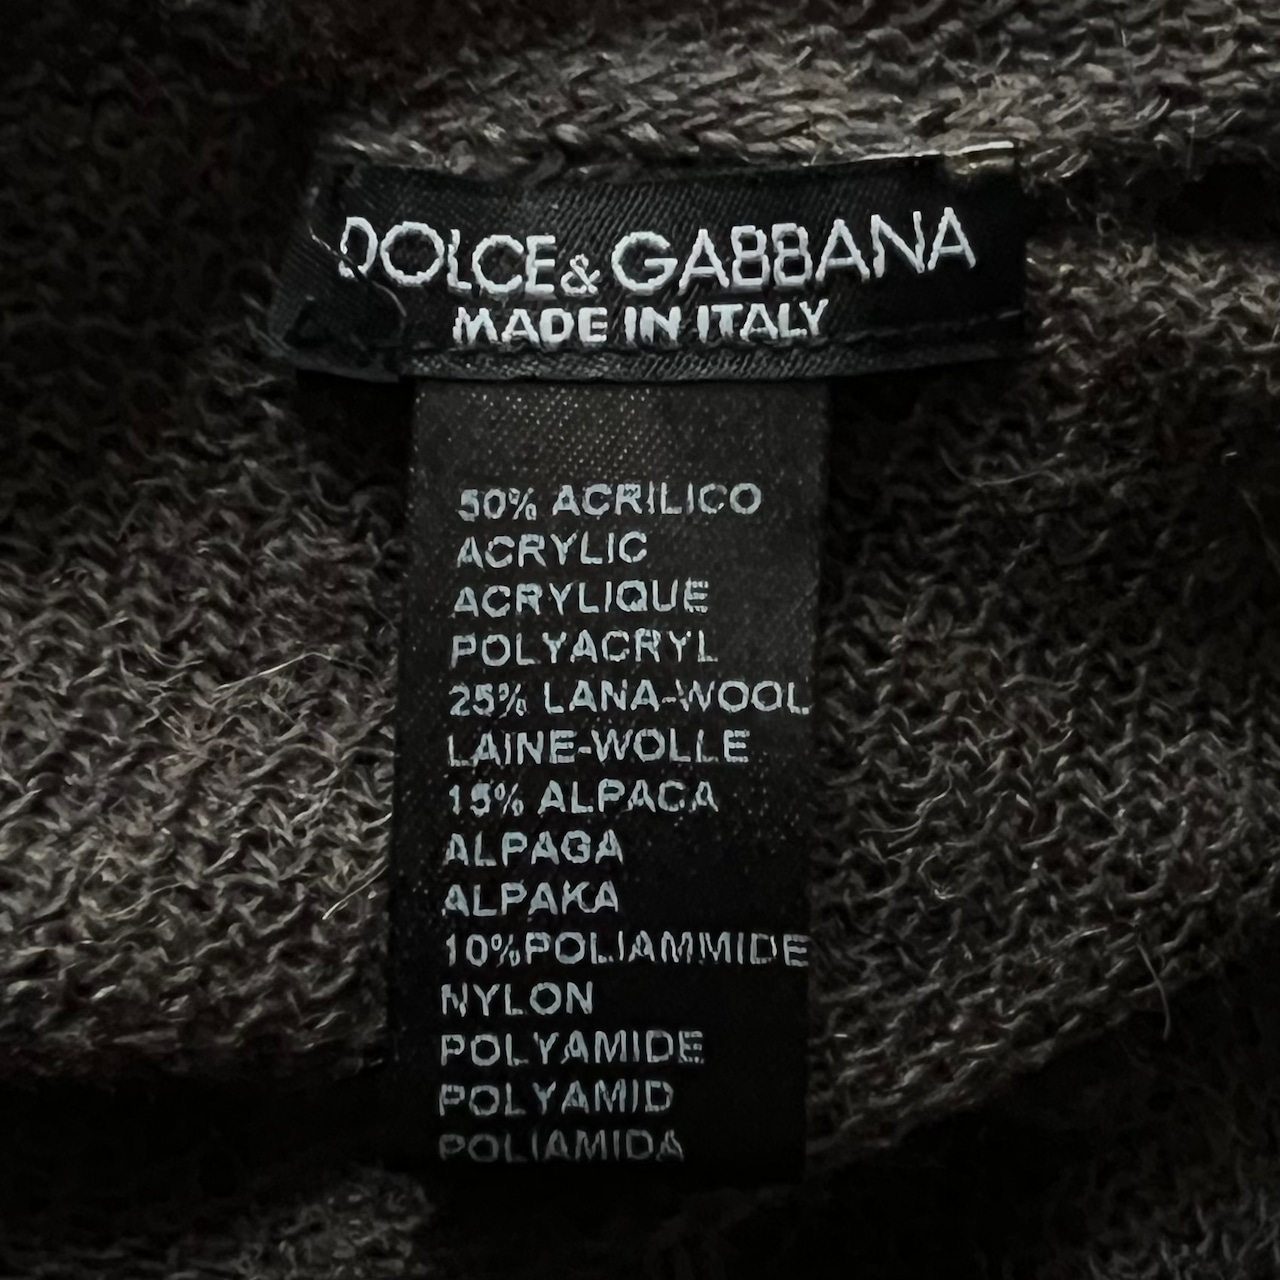 DOLCE & GABBANA
MADE IN ITALY
50% ACRILICO
ACRYLIC
ACRYLIQUE
POLYACRYL
25% LANA-WOOL
LAINE-WOLLE
15% ALPACA
ALPAGA
ALPAKA
10%POLIAMMIDE
NYLON
POLYAMIDE
POLYAMID
POLIAMIDA